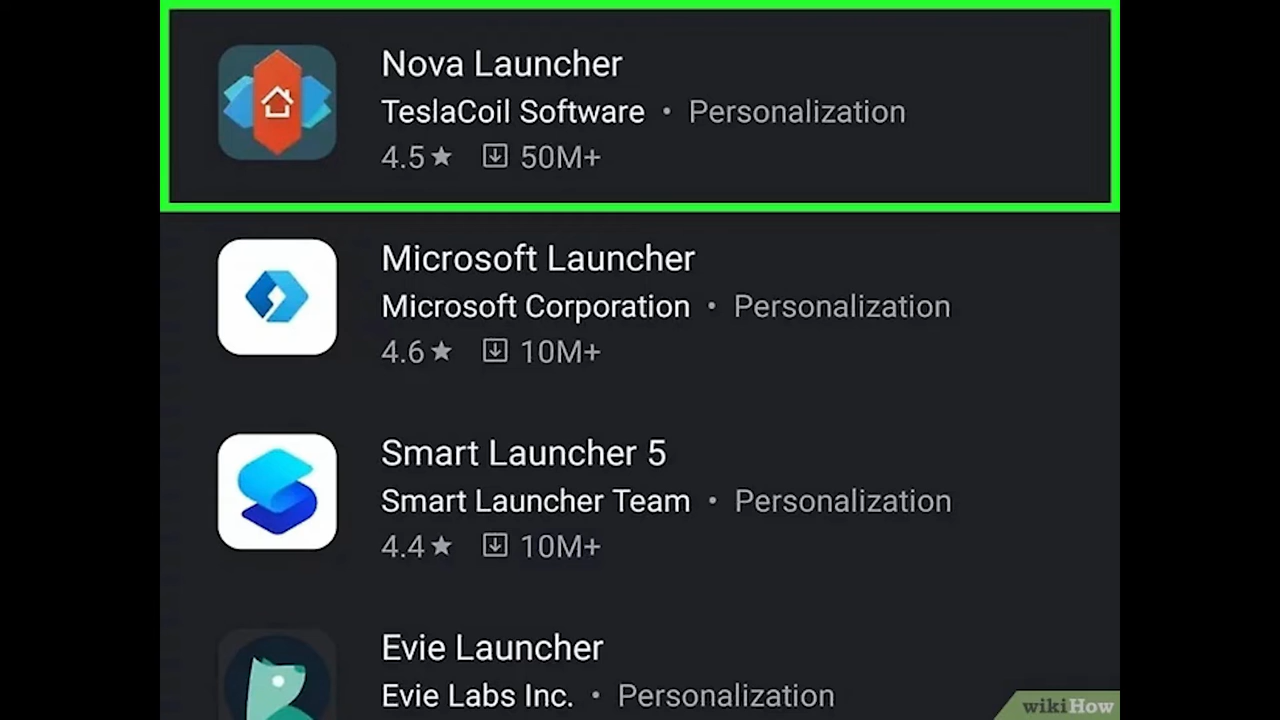 Nova Launcher
TeslaCoil Software • Personalization
4.5★ 50M+
Microsoft Launcher
Microsoft Corporation • Personalization
4.6★ 10M+
Smart Launcher 5
Smart Launcher Team • Personalization
4.4★ 10M+
Evie Launcher
Evie Labs Inc. • Personalization
wikiHow